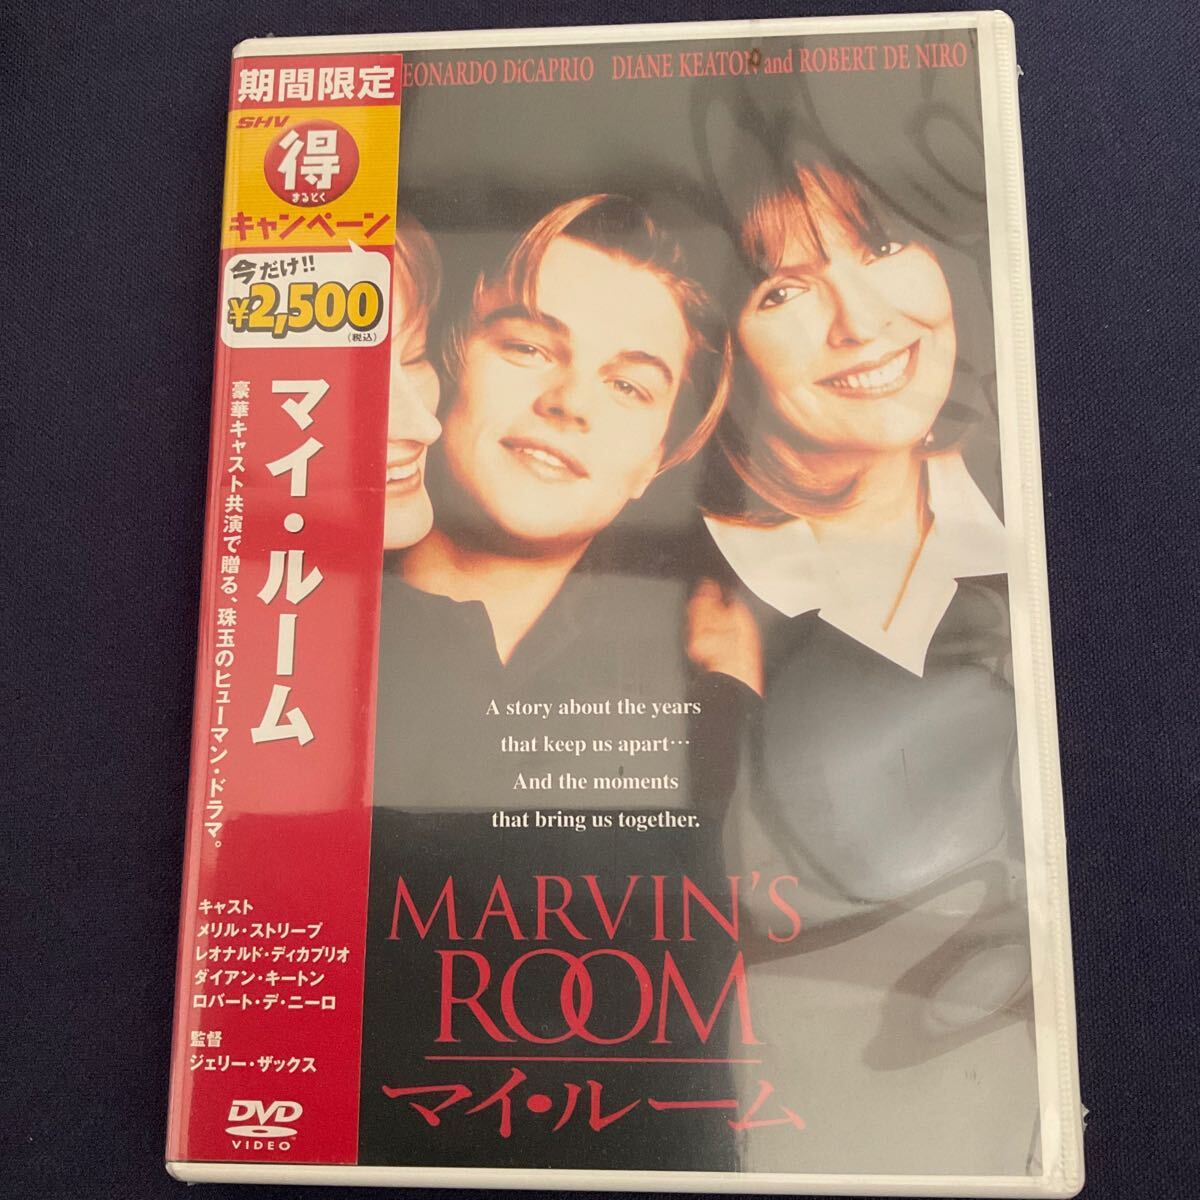 EONARDO DiCAPRIO DIANE KEATON and ROBERT DE NIRO
期間限定
SHV
得
まるとく
キャンペーン
今だけ!!
¥2,500
(税込)
マイ・ルーム
豪華キャスト共演で贈る、珠玉のヒューマン・ドラマ。
キャスト
メリル・ストリープ
レオナルド・ディカプリオ
ダイアン・キートン
ロバート・デ・ニーロ
監督
ジェリー・ザックス
DVD
VIDEO
A story about the years
that keep us apart…
And the moments
that bring us together.
MARVIN'S
ROOM
マイ・ルーム